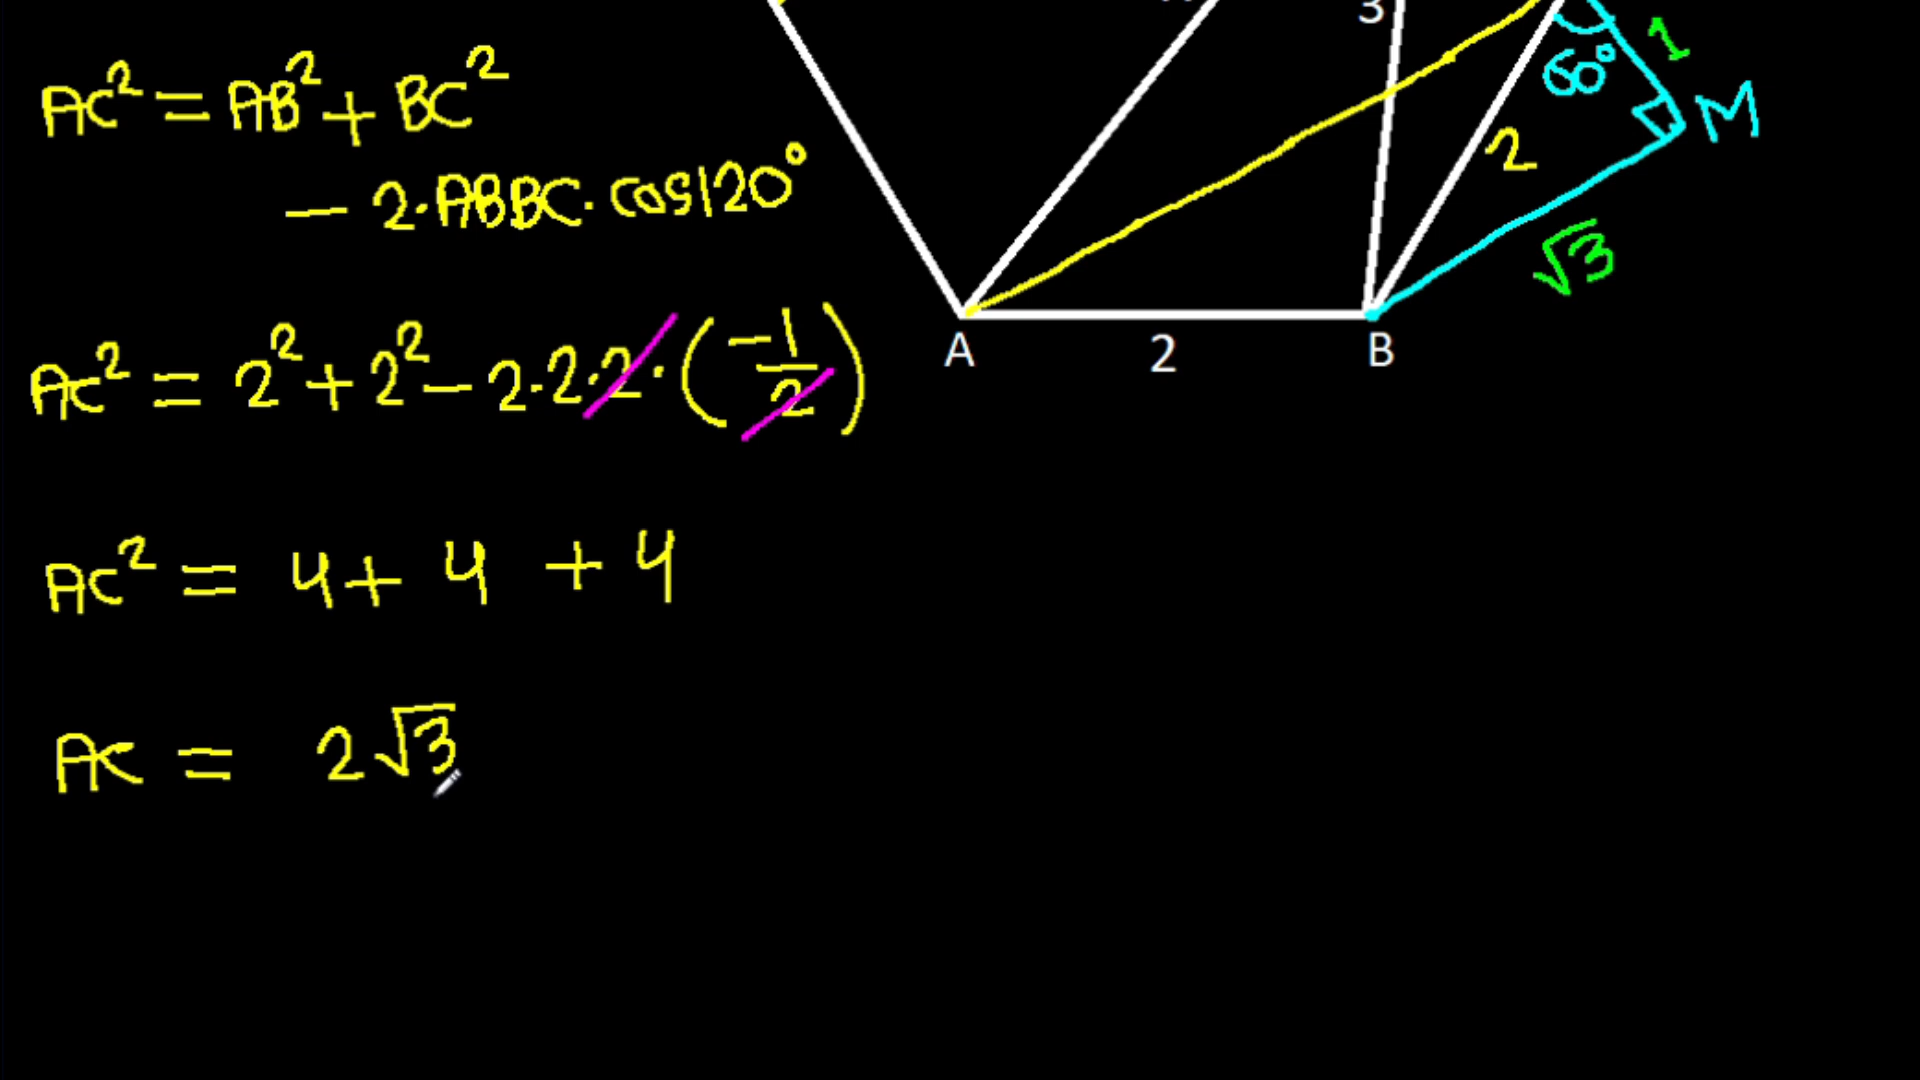 AC² = AB² + BC²
− 2·ABBC·cos120°
AC² = 2² + 2² − 2·2·2·(−1/2)
AC² = 4 + 4 + 4
AC = 2√3
3
1
60°
M
2
√3
A
2
B